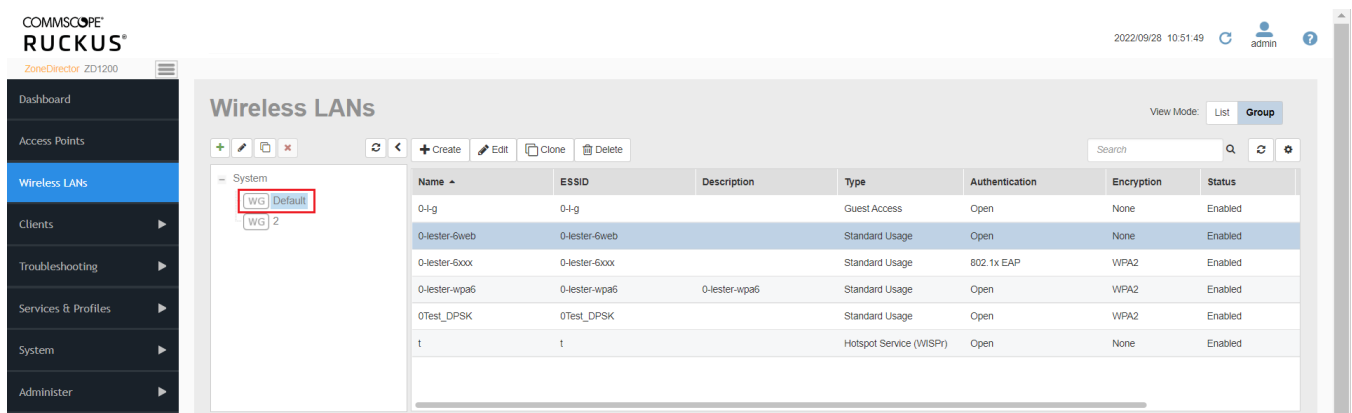 COMMSCOPE®
RUCKUS®
2022/09/28 10:51:49
admin
ZoneDirector ZD1200
Dashboard
Access Points
Wireless LANs
Clients
Troubleshooting
Services & Profiles
System
Administer
Wireless LANs
View Mode: List Group
Create Edit Clone Delete
Search
System
WG Default
WG 2
Name ESSID Description Type Authentication Encryption Status
0-l-g 0-l-g Guest Access Open None Enabled
0-lester-6web 0-lester-6web Standard Usage Open None Enabled
0-lester-6xxx 0-lester-6xxx Standard Usage 802.1x EAP WPA2 Enabled
0-lester-wpa6 0-lester-wpa6 0-lester-wpa6 Standard Usage Open WPA2 Enabled
0Test_DPSK 0Test_DPSK Standard Usage Open WPA2 Enabled
t t Hotspot Service (WISPr) Open None Enabled